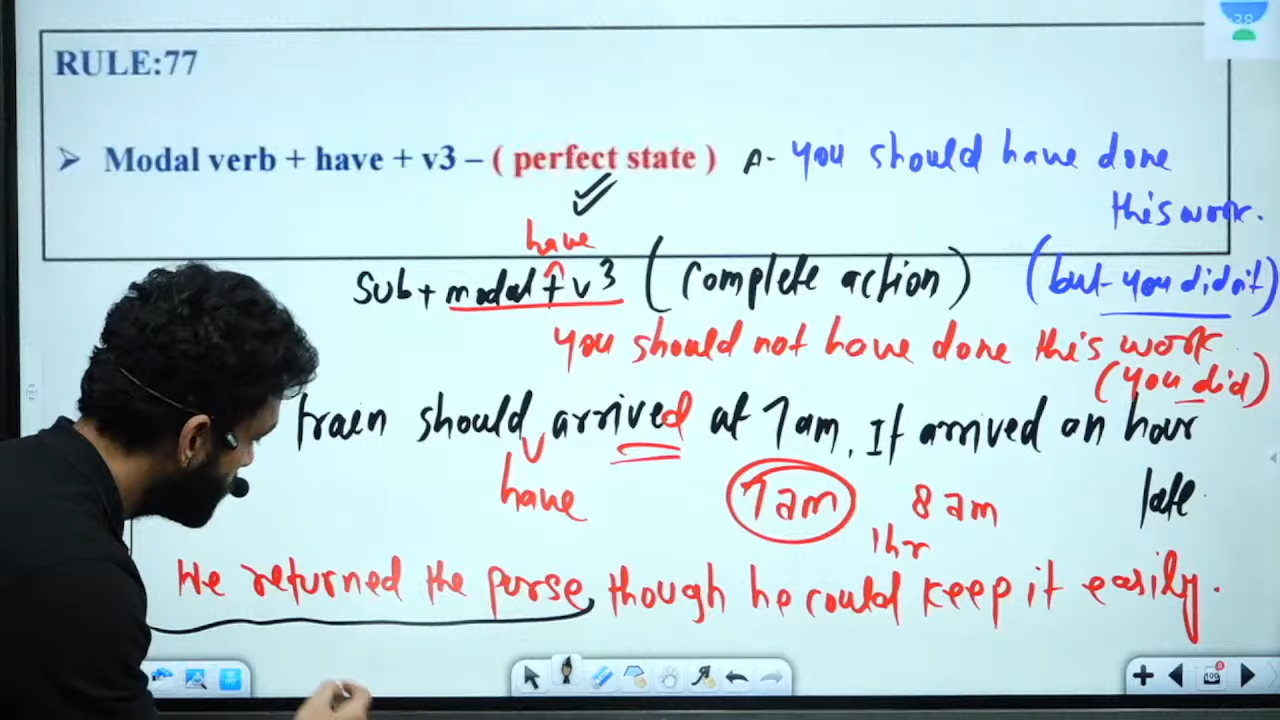 38
RULE:77
➤ Modal verb + have + v3 – ( perfect state ) A- you should have done
this work.
have
Sub + modal + v3 (complete action) (but you didn't)
you should not have done this work
(you did)
train should arrived at 7am. It arrived an hour
have 7am 8 am late
1hr
He returned the purse, though he could keep it easily.
100